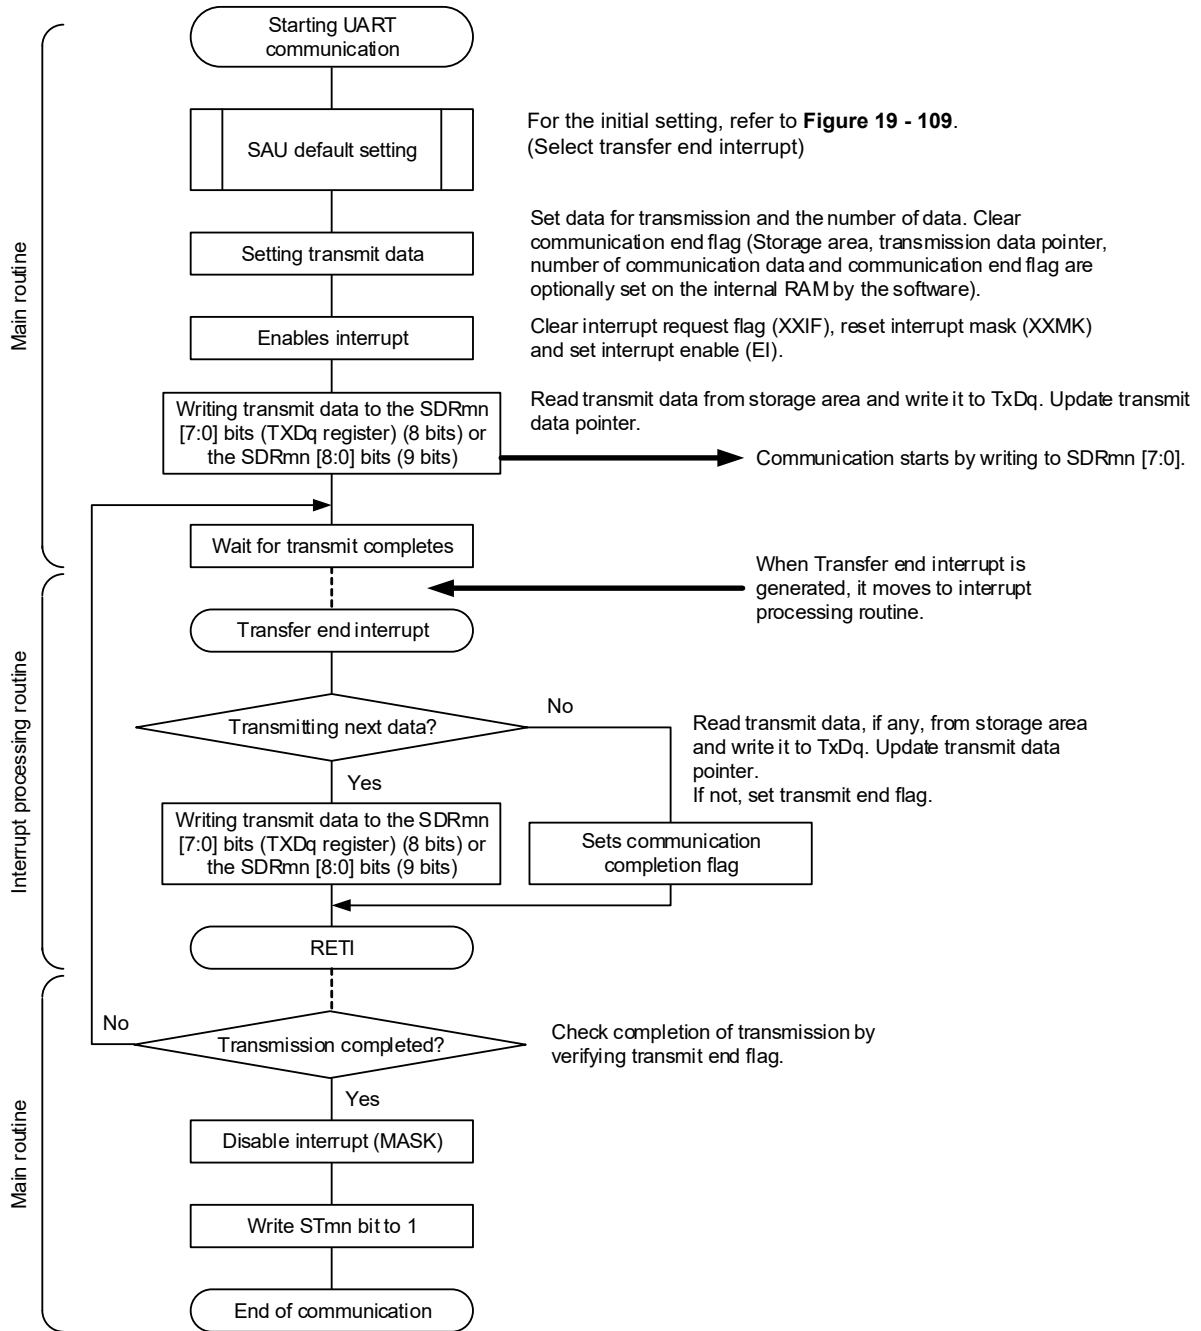 Starting UART
communication
Main routine
SAU default setting
For the initial setting, refer to Figure 19 - 109.
(Select transfer end interrupt)
Setting transmit data
Set data for transmission and the number of data. Clear
communication end flag (Storage area, transmission data pointer,
number of communication data and communication end flag are
optionally set on the internal RAM by the software).
Enables interrupt
Clear interrupt request flag (XXIF), reset interrupt mask (XXMK)
and set interrupt enable (EI).
Writing transmit data to the SDRmn
[7:0] bits (TXDq register) (8 bits) or
the SDRmn [8:0] bits (9 bits)
Read transmit data from storage area and write it to TxDq. Update transmit
data pointer.
Communication starts by writing to SDRmn [7:0].
Wait for transmit completes
When Transfer end interrupt is
generated, it moves to interrupt
processing routine.
Interrupt processing routine
Transfer end interrupt
Transmitting next data?
No
Yes
Read transmit data, if any, from storage area
and write it to TxDq. Update transmit data
pointer.
If not, set transmit end flag.
Writing transmit data to the SDRmn
[7:0] bits (TXDq register) (8 bits) or
the SDRmn [8:0] bits (9 bits)
Sets communication
completion flag
RETI
Main routine
No
Transmission completed?
Check completion of transmission by
verifying transmit end flag.
Yes
Disable interrupt (MASK)
Write STmn bit to 1
End of communication